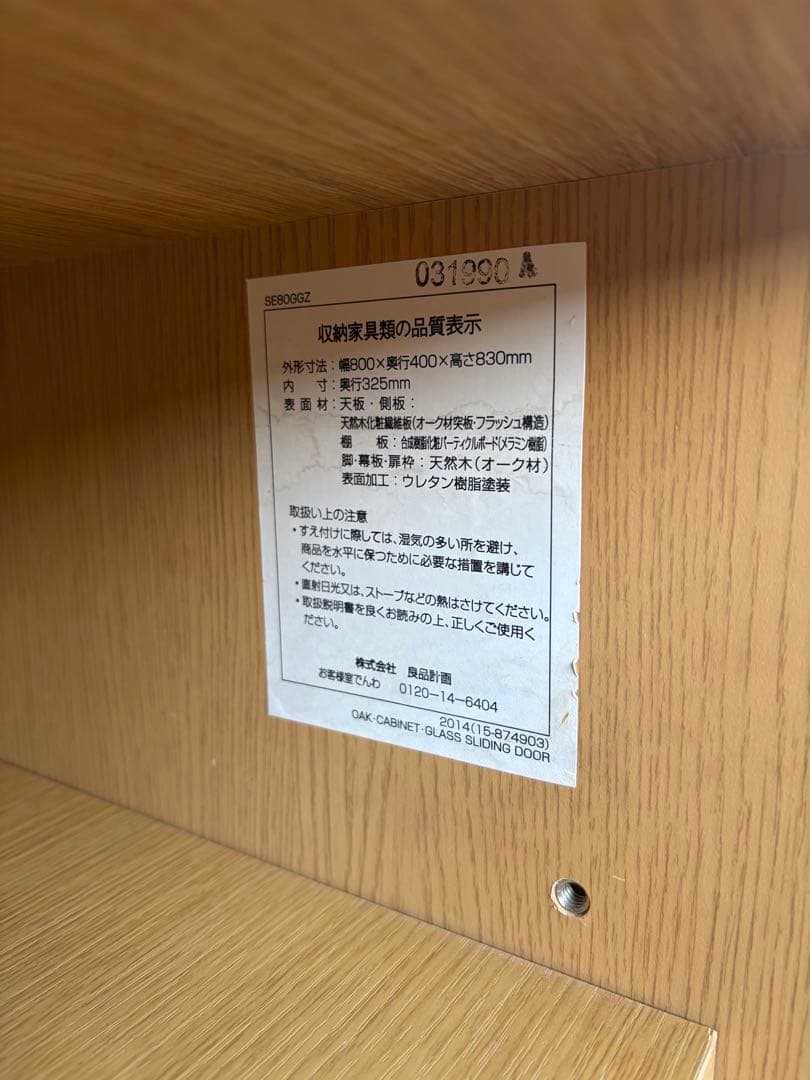 031990 A
SE80GGZ
収納家具類の品質表示
外形寸法：幅800×奥行400×高さ830mm
内　　寸：奥行325mm
表 面 材：天板・側板：
天然木化粧繊維板(オーク材突板・フラッシュ構造)
棚　　板：合成樹脂化粧パーティクルボード(メラミン樹脂)
脚・幕板・扉枠：天然木(オーク材)
表面加工：ウレタン樹脂塗装
取扱い上の注意
・すえ付けに際しては、湿気の多い所を避け、
商品を水平に保つために必要な措置を講じて
ください。
・直射日光又は、ストーブなどの熱はさけてください。
・取扱説明書を良くお読みの上、正しくご使用く
ださい。
株式会社　良品計画
お客様室でんわ　0120-14-6404
2014(15-874903)
OAK・CABINET・GLASS SLIDING DOOR